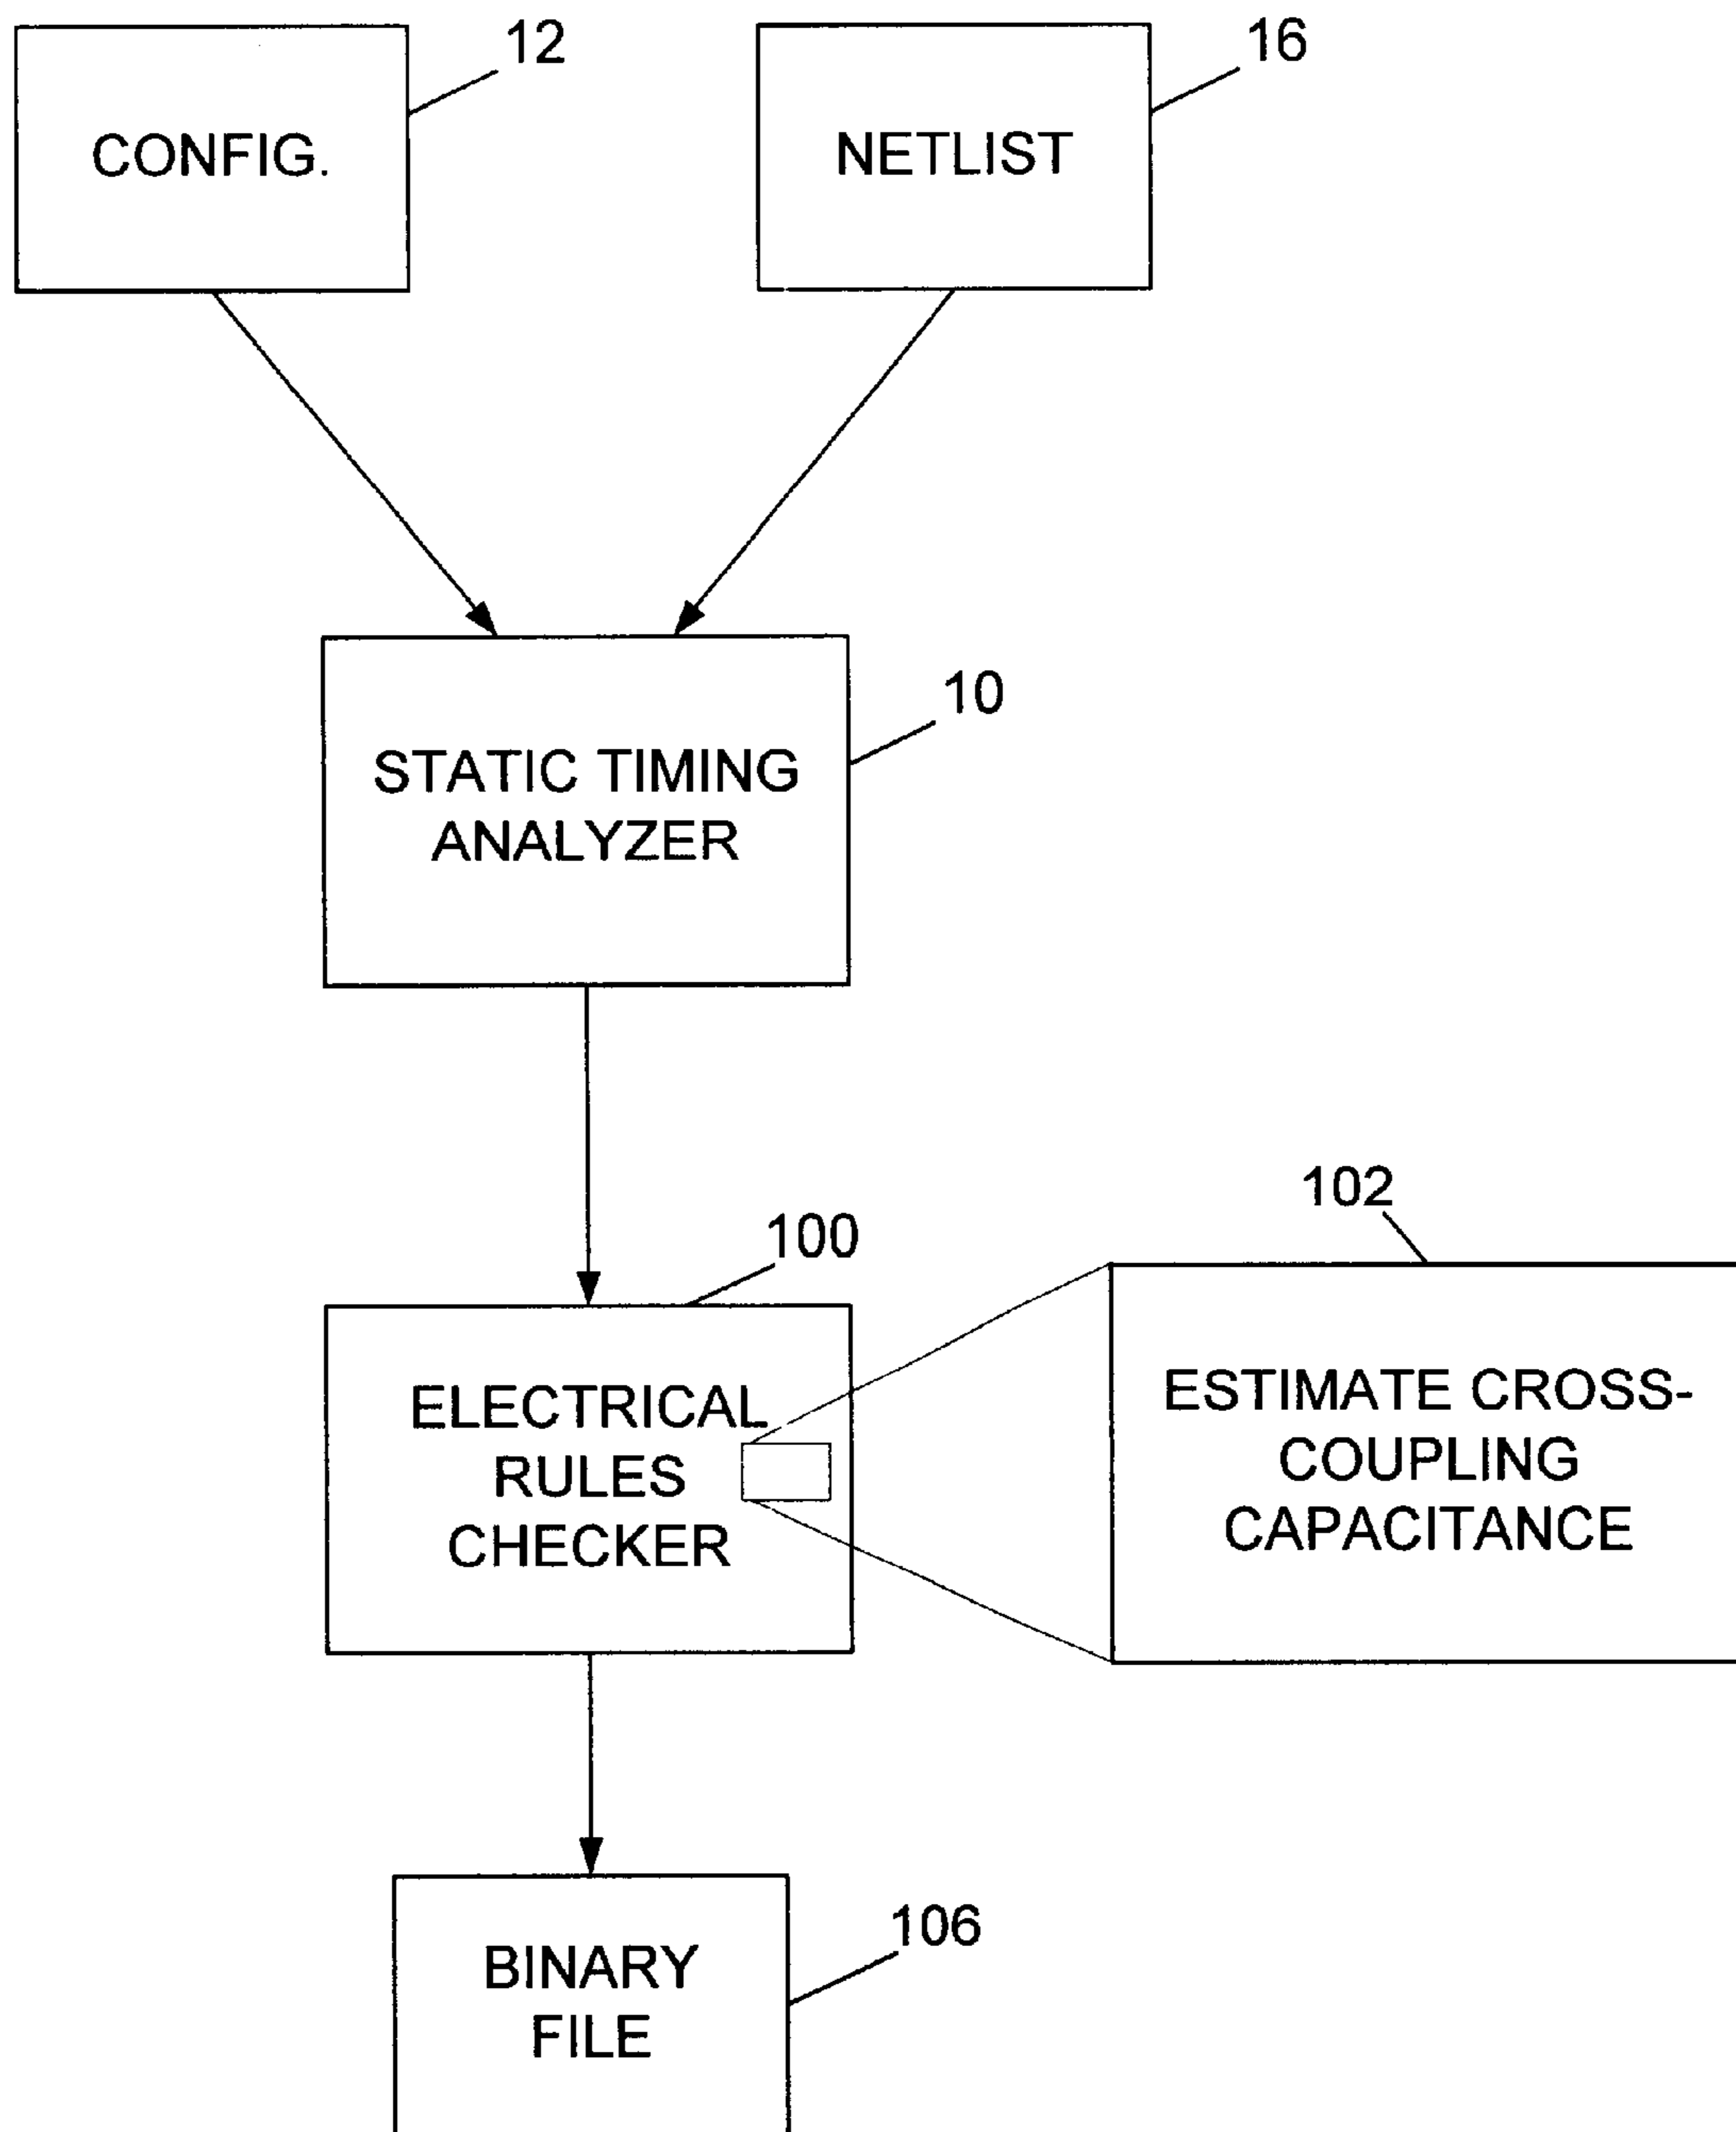 12
16
CONFIG.
NETLIST
10
STATIC TIMING
ANALYZER
102
100
ELECTRICAL
RULES
CHECKER
ESTIMATE CROSS-
COUPLING
CAPACITANCE
106
BINARY
FILE